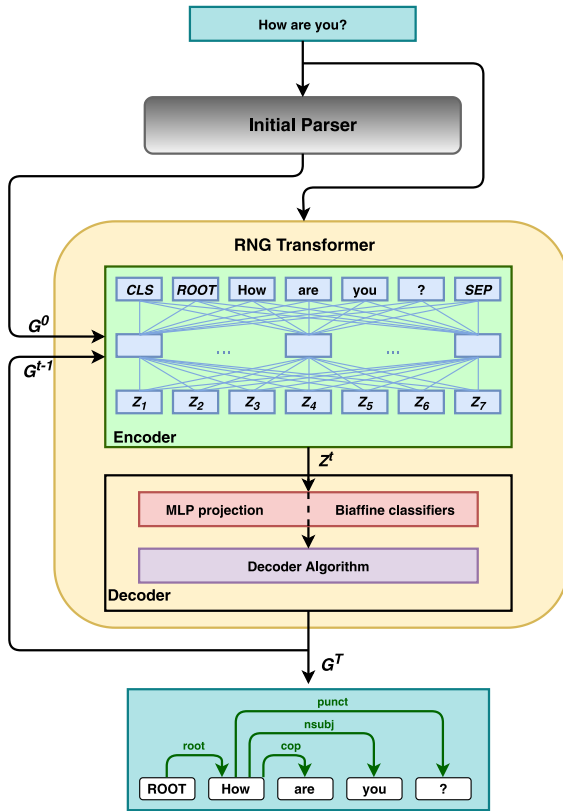 How are you?
Initial Parser
RNG Transformer
CLS ROOT How are you ? SEP
G⁰
... ...
Gᵗ⁻¹
Z₁ Z₂ Z₃ Z₄ Z₅ Z₆ Z₇
Encoder
Zᵗ
MLP projection Biaffine classifiers
Decoder Algorithm
Decoder
Gᵀ
punct
nsubj
root cop
ROOT How are you ?